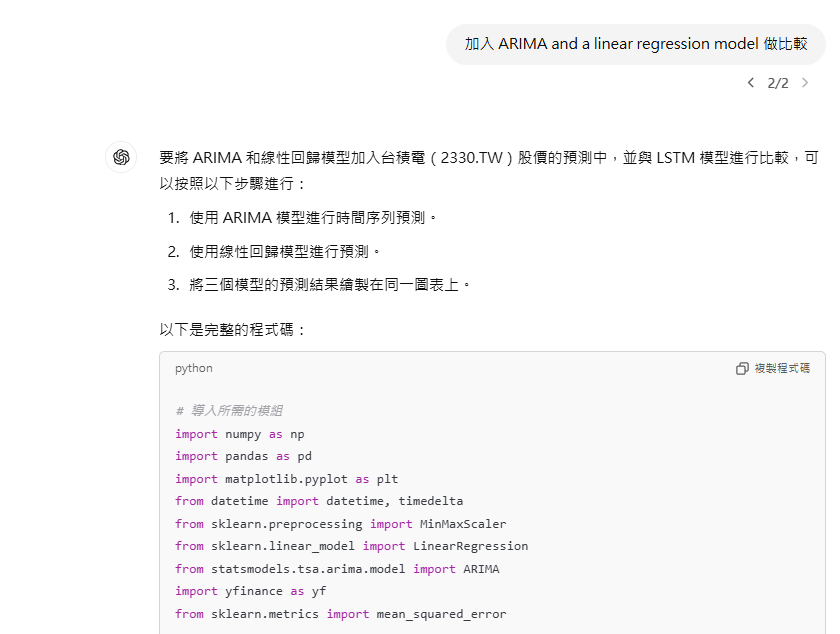 加入 ARIMA and a linear regression model 做比較
2/2
要將 ARIMA 和線性回歸模型加入台積電（2330.TW）股價的預測中，並與 LSTM 模型進行比較，可
以按照以下步驟進行：
1. 使用 ARIMA 模型進行時間序列預測。
2. 使用線性回歸模型進行預測。
3. 將三個模型的預測結果繪製在同一圖表上。
以下是完整的程式碼：
python 複製程式碼
# 導入所需的模組
import numpy as np
import pandas as pd
import matplotlib.pyplot as plt
from datetime import datetime, timedelta
from sklearn.preprocessing import MinMaxScaler
from sklearn.linear_model import LinearRegression
from statsmodels.tsa.arima.model import ARIMA
import yfinance as yf
from sklearn.metrics import mean_squared_error